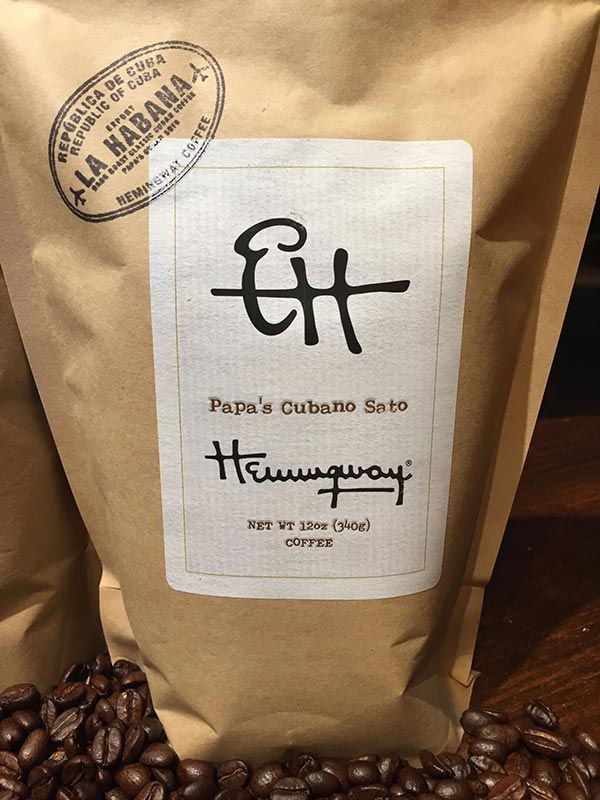 REPÚBLICA DE CUBA
REPUBLIC OF CUBA
EXPORT
LA HABANA
HEMINGWAY COFFEE
EH
Papa's Cubano Sato
Hemingway®
NET WT 12oz (340g)
COFFEE